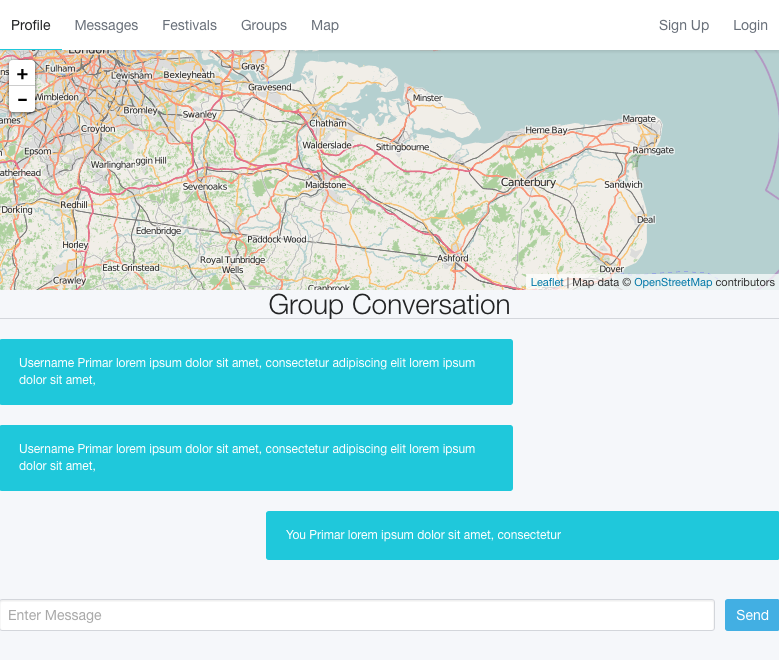 Profile Messages Festivals Groups Map Sign Up Login
London
Fulham Lewisham Bexleyheath Grays
+
Gravesend
-
Wimbledon Minster
Bromley Swanley Chatham Margate
Croydon Herne Bay
Walderslade Sittingbourne Ramsgate
Epsom
Warlingham ggin Hill
atherhead Sevenoaks Maidstone Canterbury Sandwich
Dorking Redhill
Deal
Edenbridge
Horley Paddock Wood
Royal Tunbridge Wells
Ashford
East Grinstead Dover
Crawley Cranbrook
Leaflet | Map data © OpenStreetMap contributors
Group Conversation
Username Primar lorem ipsum dolor sit amet, consectetur adipiscing elit lorem ipsum
dolor sit amet,
Username Primar lorem ipsum dolor sit amet, consectetur adipiscing elit lorem ipsum
dolor sit amet,
You Primar lorem ipsum dolor sit amet, consectetur
Enter Message Send